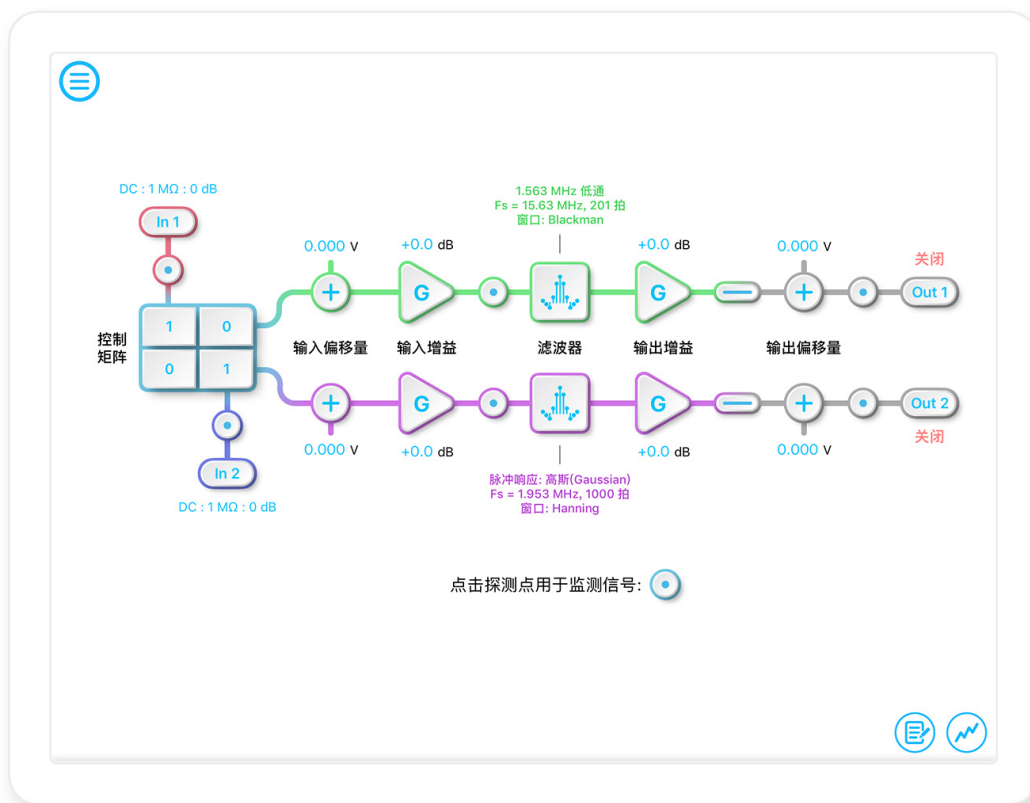 DC : 1 MΩ : 0 dB
In 1
1.563 MHz 低通
Fs = 15.63 MHz, 201 拍
窗口: Blackman
0.000 V
+0.0 dB
+0.0 dB
0.000 V
关闭
G
G
Out 1
控制
矩阵
1 0
0 1
输入偏移量
输入增益
滤波器
输出增益
输出偏移量
G
G
Out 2
关闭
0.000 V
+0.0 dB
+0.0 dB
0.000 V
In 2
DC : 1 MΩ : 0 dB
脉冲响应: 高斯(Gaussian)
Fs = 1.953 MHz, 1000 拍
窗口: Hanning
点击探测点用于监测信号: